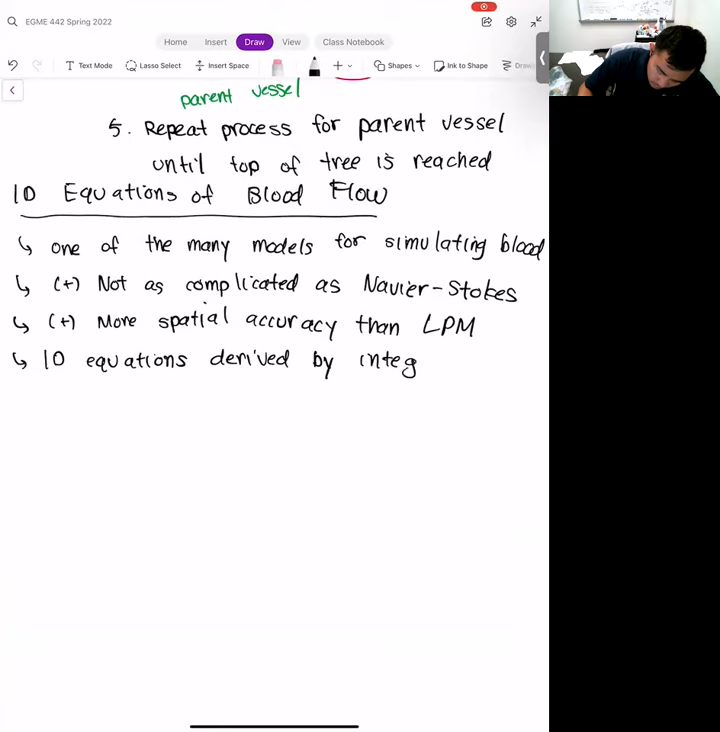 EGME 442 Spring 2022
Home Insert Draw View Class Notebook
Text Mode Lasso Select Insert Space Shapes Ink to Shape Draw
parent vessel
5. Repeat process for parent vessel
until top of tree is reached
1D Equations of Blood Flow
↳ one of the many models for simulating blood
↳ (+) Not as complicated as Navier-Stokes
↳ (+) More spatial accuracy than LPM
↳ 1D equations derived by integ